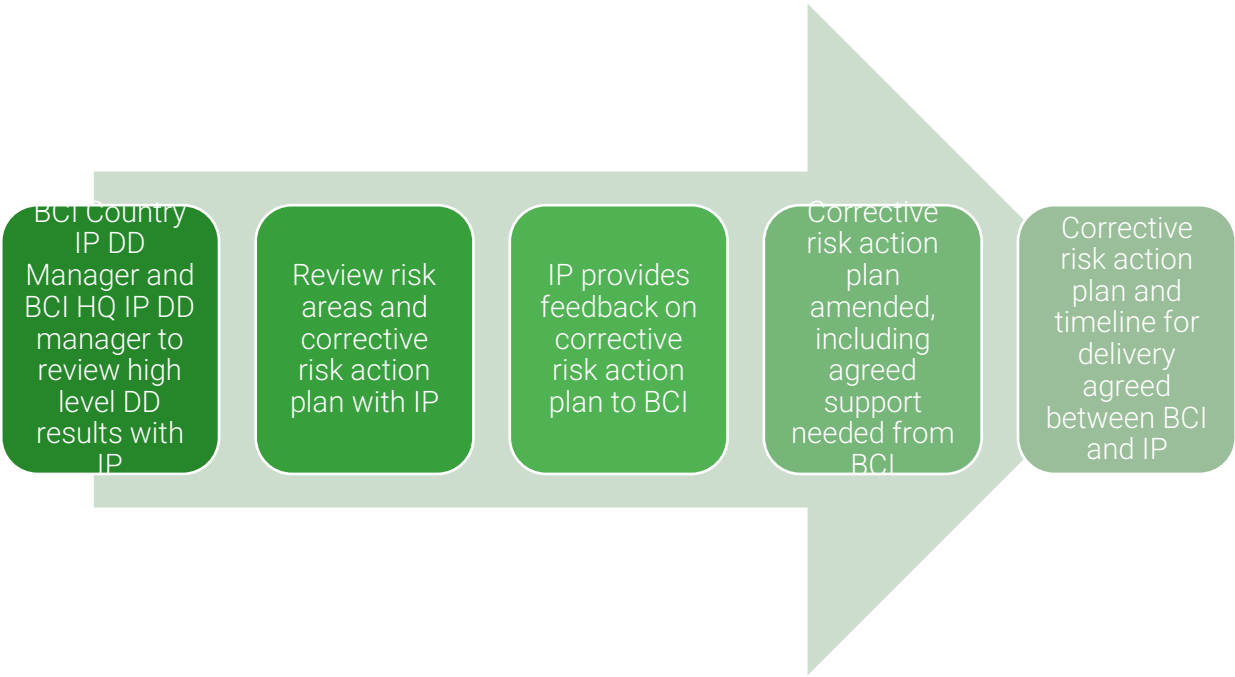 BCI Country
IP DD
Manager and
BCI HQ IP DD
manager to
review high
level DD
results with
IP
Review risk
areas and
corrective
risk action
plan with IP
IP provides
feedback on
corrective
risk action
plan to BCI
Corrective
risk action
plan
amended,
including
agreed
support
needed from
BCI
Corrective
risk action
plan and
timeline for
delivery
agreed
between BCI
and IP